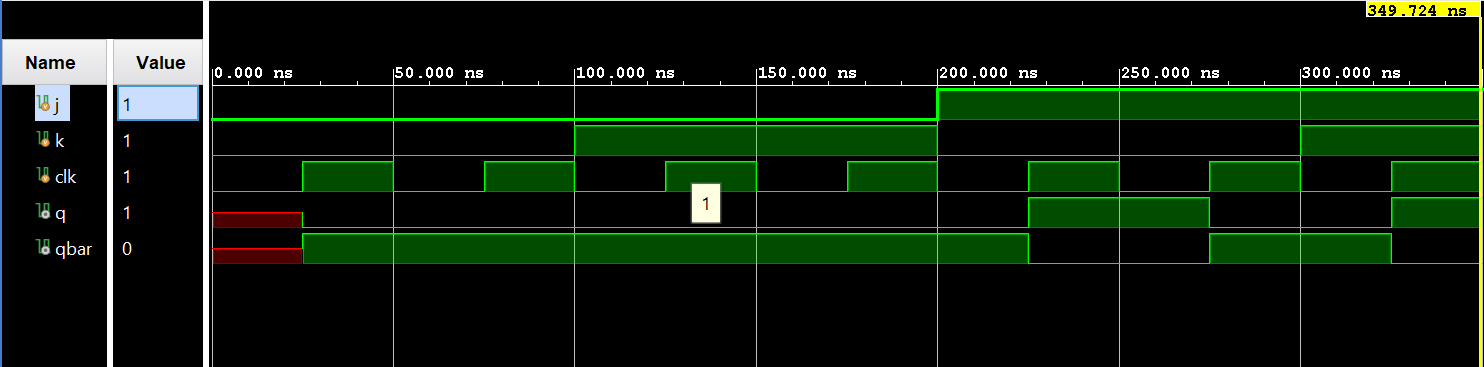 349.724 ns
Name Value
0.000 ns 50.000 ns 100.000 ns 150.000 ns 200.000 ns 250.000 ns 300.000 ns
j 1
k 1
clk 1
q 1
1
qbar 0